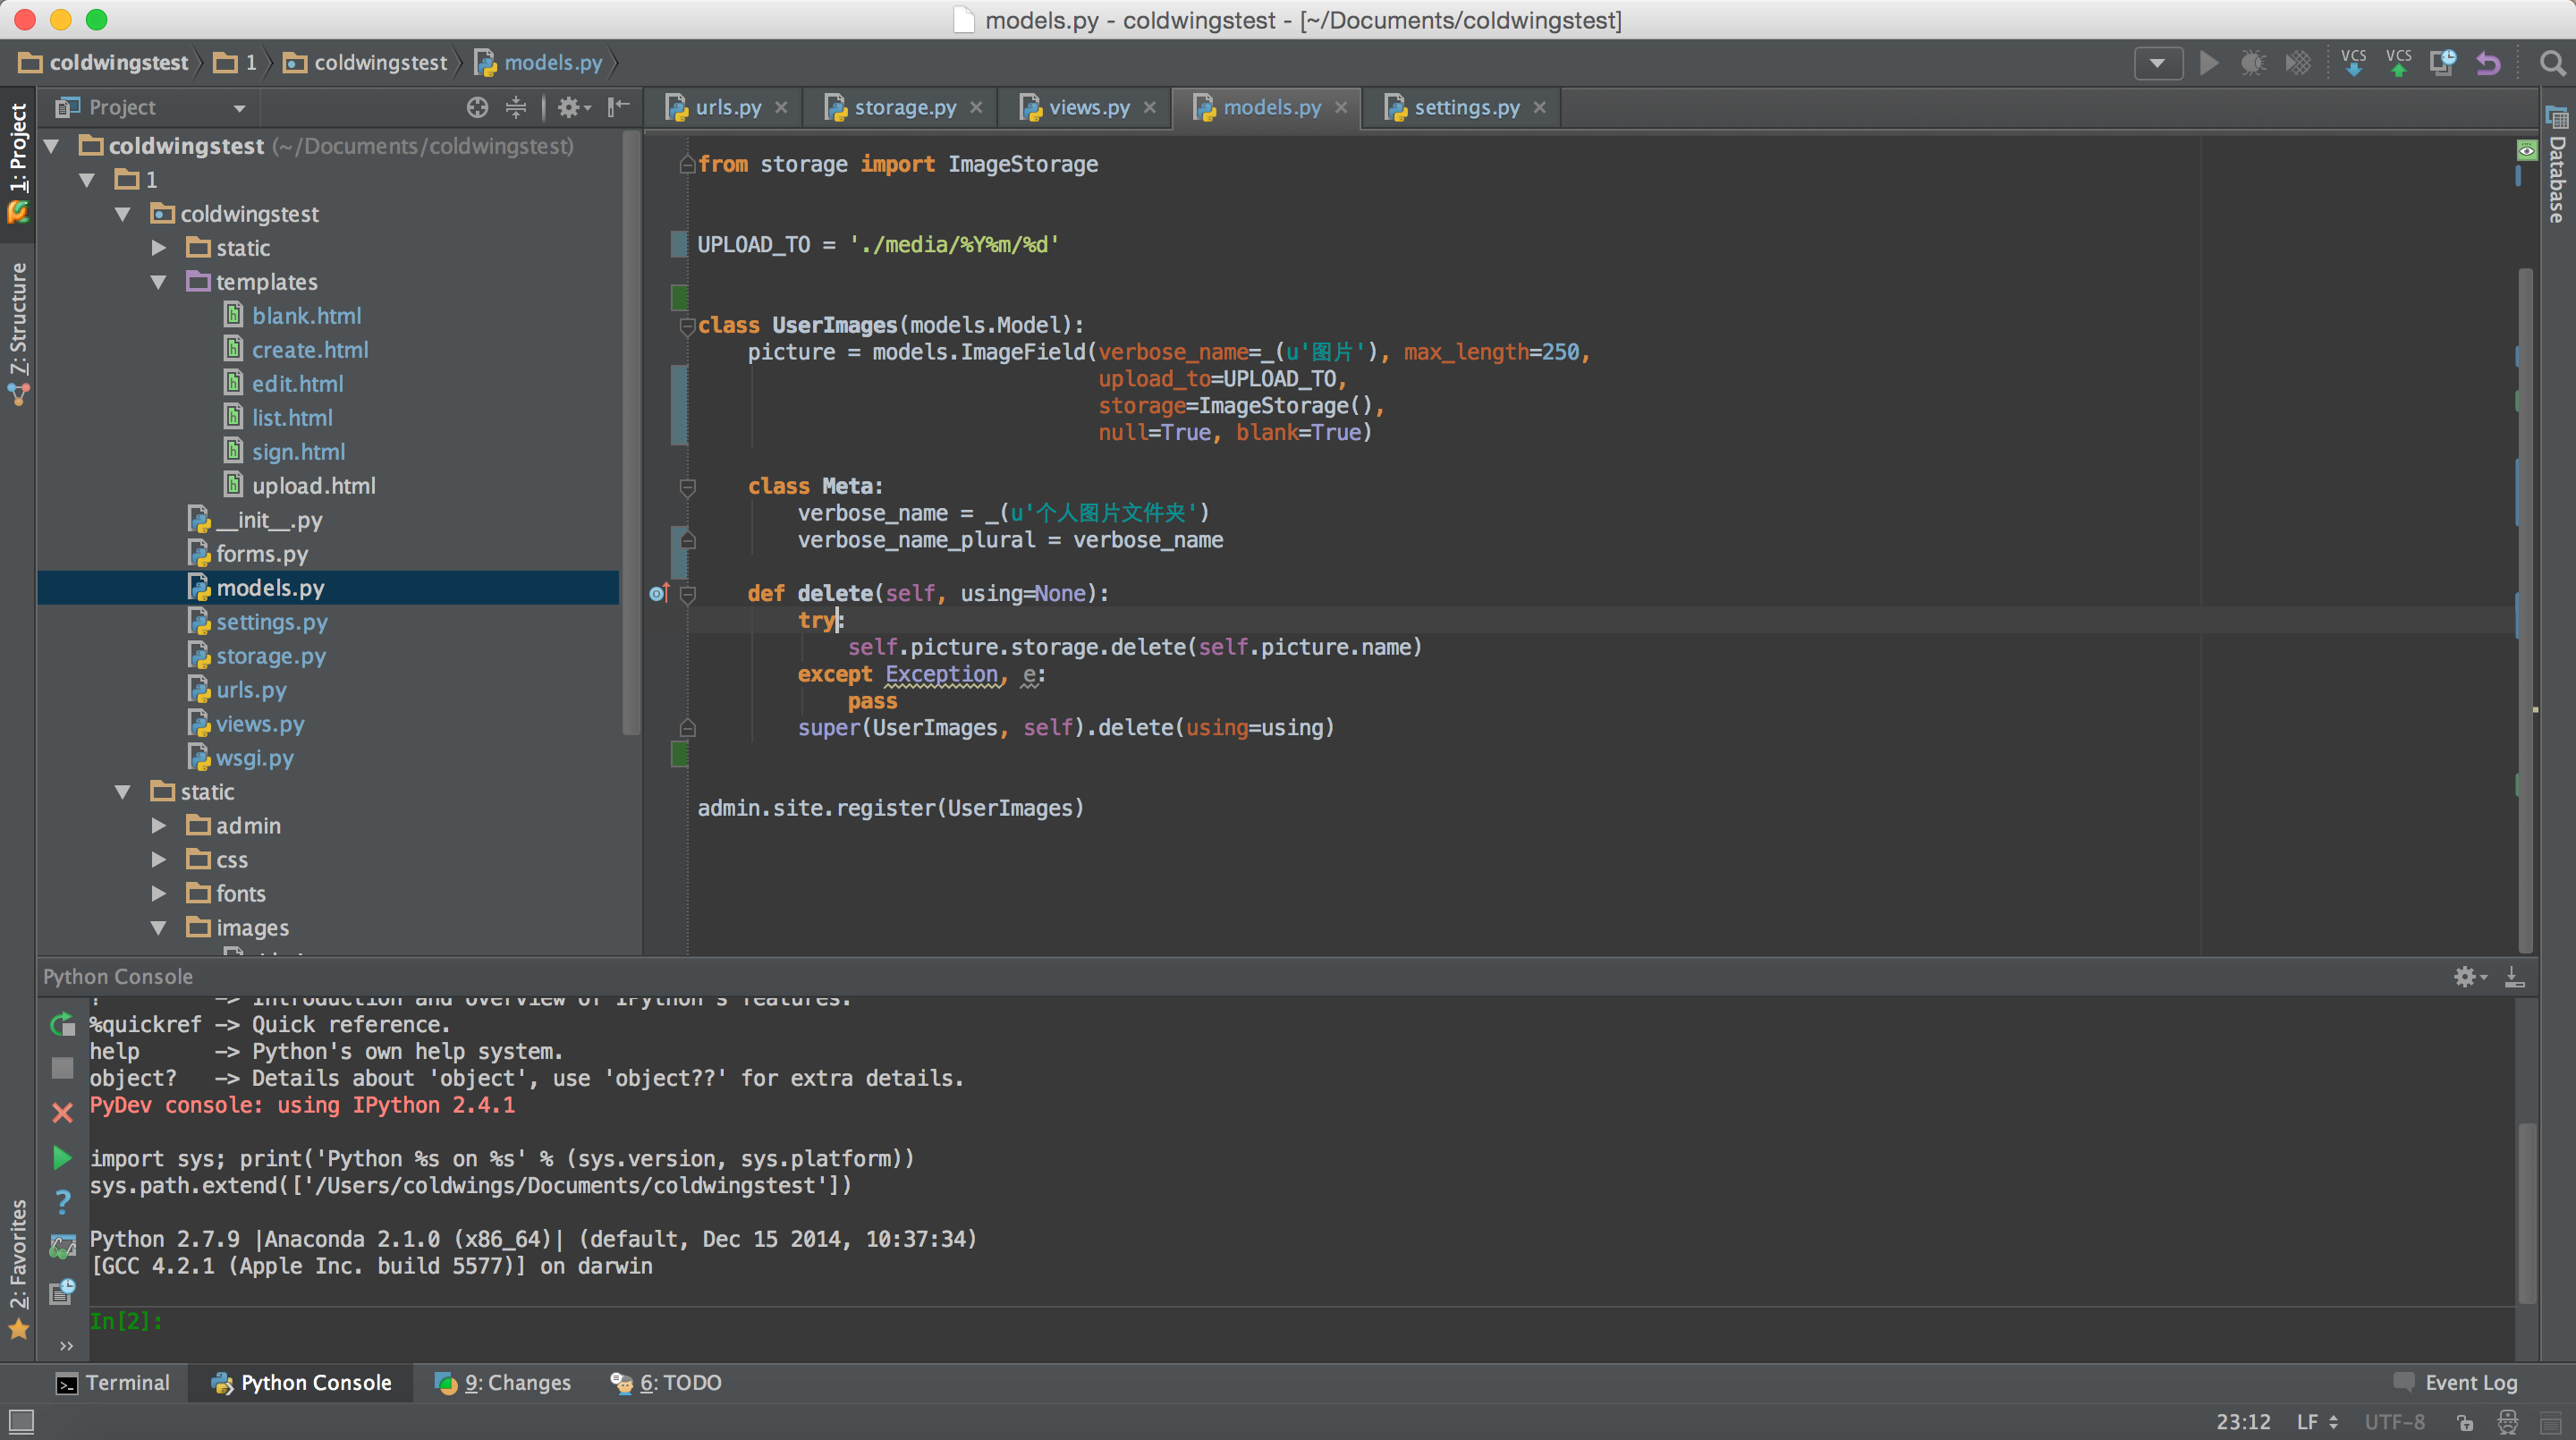 models.py - coldwingstest - [~/Documents/coldwingstest]
coldwingstest 1 coldwingstest models.py
VCS VCS
Project
urls.py storage.py views.py models.py settings.py
1: Project
7: Structure
2: Favorites
Database
coldwingstest (~/Documents/coldwingstest)
1
coldwingstest
static
templates
blank.html
create.html
edit.html
list.html
sign.html
upload.html
__init__.py
forms.py
models.py
settings.py
storage.py
urls.py
views.py
wsgi.py
static
admin
css
fonts
images
from storage import ImageStorage
UPLOAD_TO = './media/%Y%m/%d'
class UserImages(models.Model):
picture = models.ImageField(verbose_name=_(u'图片'), max_length=250,
upload_to=UPLOAD_TO,
storage=ImageStorage(),
null=True, blank=True)
class Meta:
verbose_name = _(u'个人图片文件夹')
verbose_name_plural = verbose_name
def delete(self, using=None):
try:
self.picture.storage.delete(self.picture.name)
except Exception, e:
pass
super(UserImages, self).delete(using=using)
admin.site.register(UserImages)
Python Console
? -> Introduction and overview of IPython's features.
%quickref -> Quick reference.
help -> Python's own help system.
object? -> Details about 'object', use 'object??' for extra details.
PyDev console: using IPython 2.4.1
import sys; print('Python %s on %s' % (sys.version, sys.platform))
sys.path.extend(['/Users/coldwings/Documents/coldwingstest'])
Python 2.7.9 |Anaconda 2.1.0 (x86_64)| (default, Dec 15 2014, 10:37:34)
[GCC 4.2.1 (Apple Inc. build 5577)] on darwin
In[2]:
Terminal Python Console 9: Changes 6: TODO Event Log
23:12 LF UTF-8